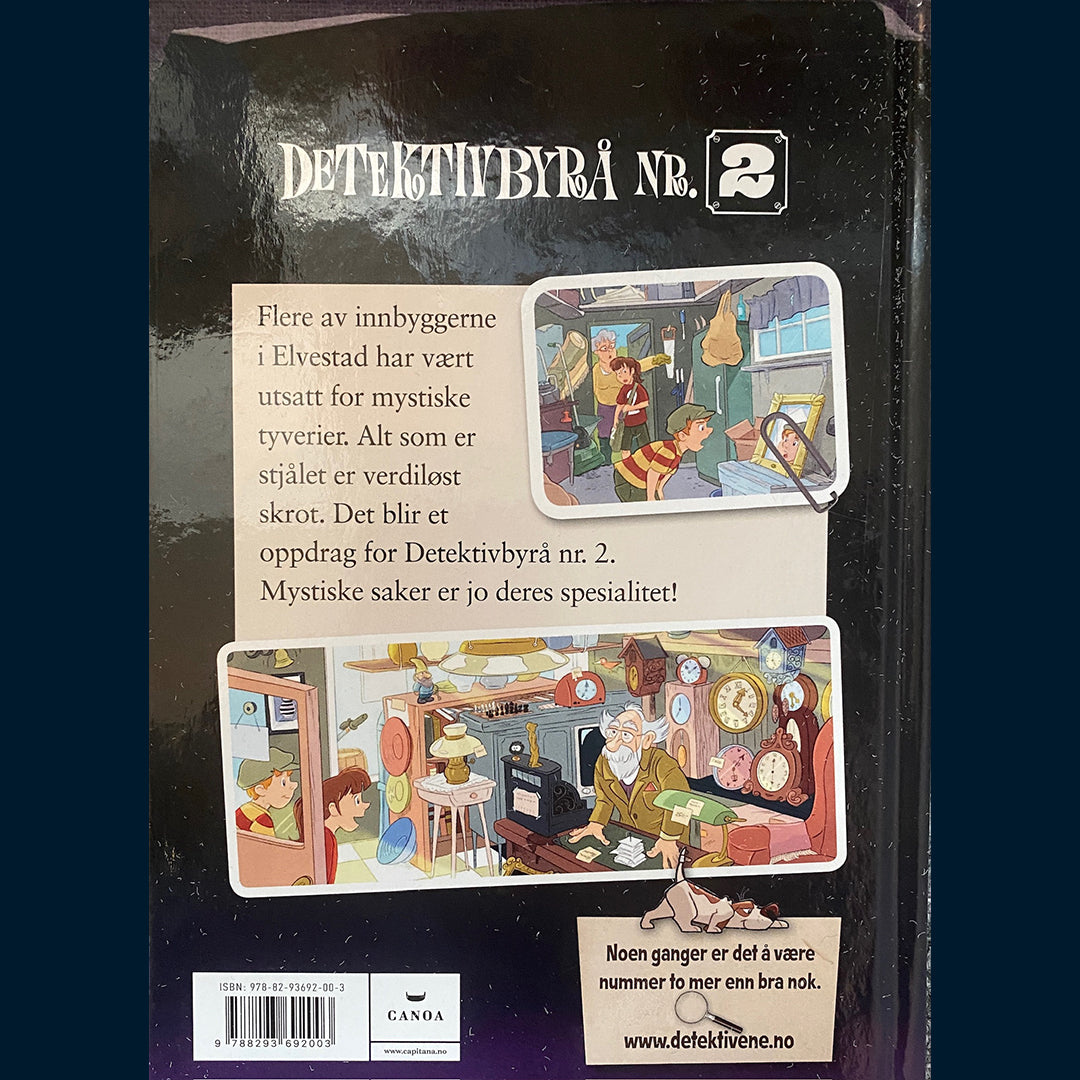 DETEKTIVBYRÅ NR. 2
Flere av innbyggerne
i Elvestad har vært
utsatt for mystiske
tyverier. Alt som er
stjålet er verdiløst
skrot. Det blir et
oppdrag for Detektivbyrå nr. 2.
Mystiske saker er jo deres spesialitet!
Noen ganger er det å være
nummer to mer enn bra nok.
www.detektivene.no
ISBN: 978-82-93692-00-3
9 788293 692003
CANOA
www.capitana.no